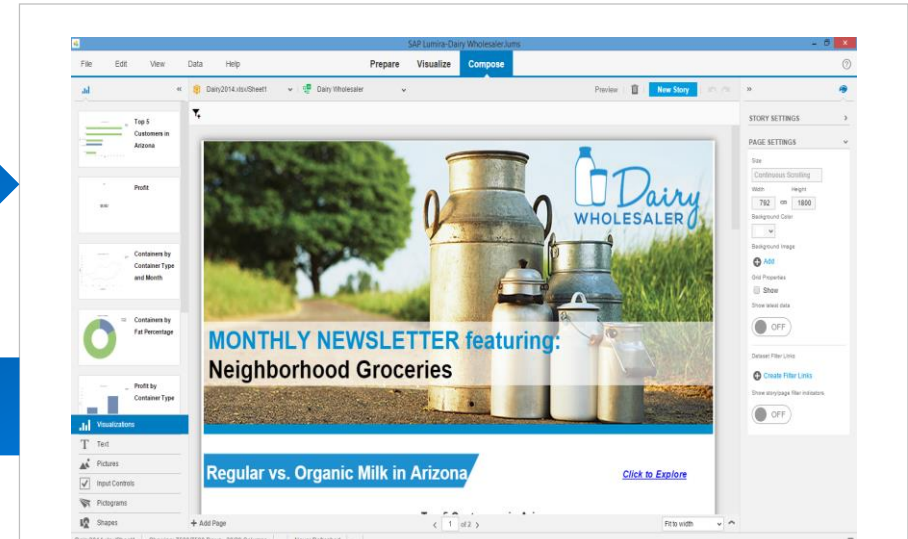 SAP Lumira-Dairy Wholesaler.lums
File Edit View Data Help Prepare Visualize Compose
Dairy2014.xlsx/Sheet1 Dairy Wholesaler Preview New Story
Top 5
Customers in
Arizona
Profit
Containers by
Container Type
and Month
Containers by
Fat Percentage
Profit by
Container Type
Visualizations
Text
Pictures
Input Controls
Pictograms
Shapes
Dairy
WHOLESALER
MONTHLY NEWSLETTER featuring:
Neighborhood Groceries
Regular vs. Organic Milk in Arizona
Click to Explore
+ Add Page
1 of 2
Fit to width
STORY SETTINGS
PAGE SETTINGS
Size
Continuous Scrolling
Width Height
792 1800
Background Color
Background Image
Add
Grid Properties
Show
Show latest data
OFF
Dataset Filter Links
Create Filter Links
Show story/page filter indicators
OFF